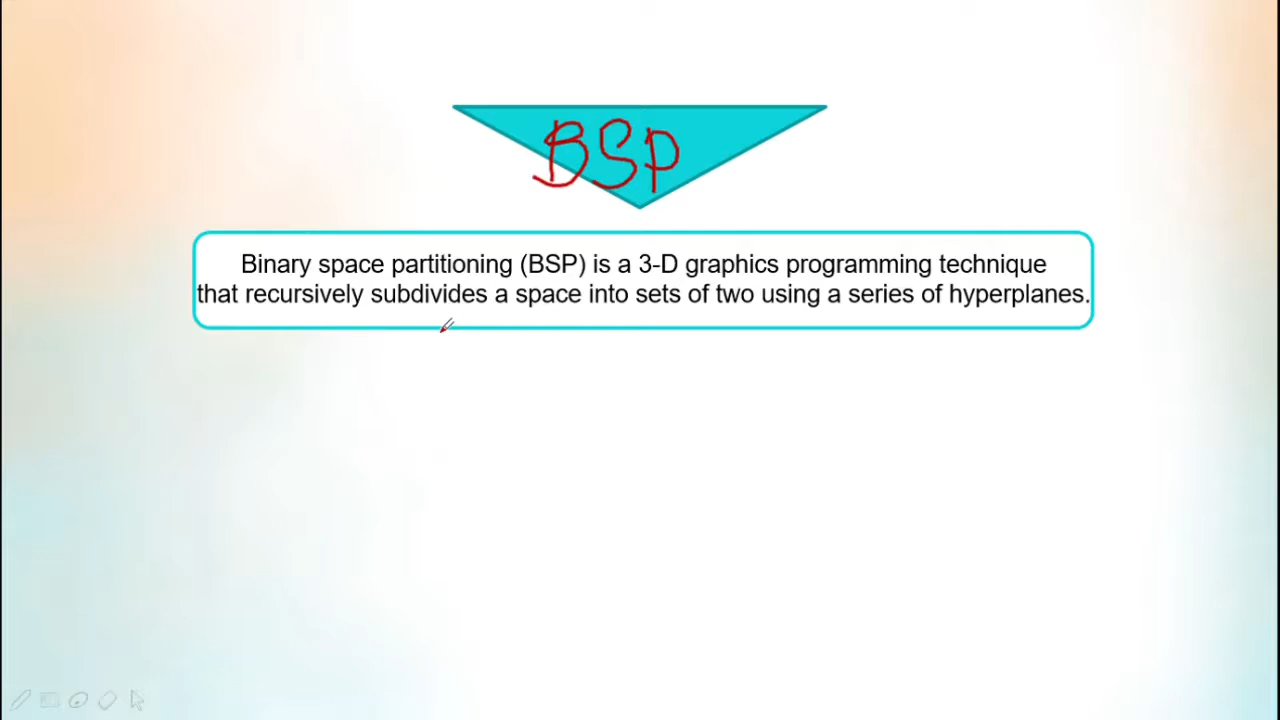 BSP
Binary space partitioning (BSP) is a 3-D graphics programming technique
that recursively subdivides a space into sets of two using a series of hyperplanes.